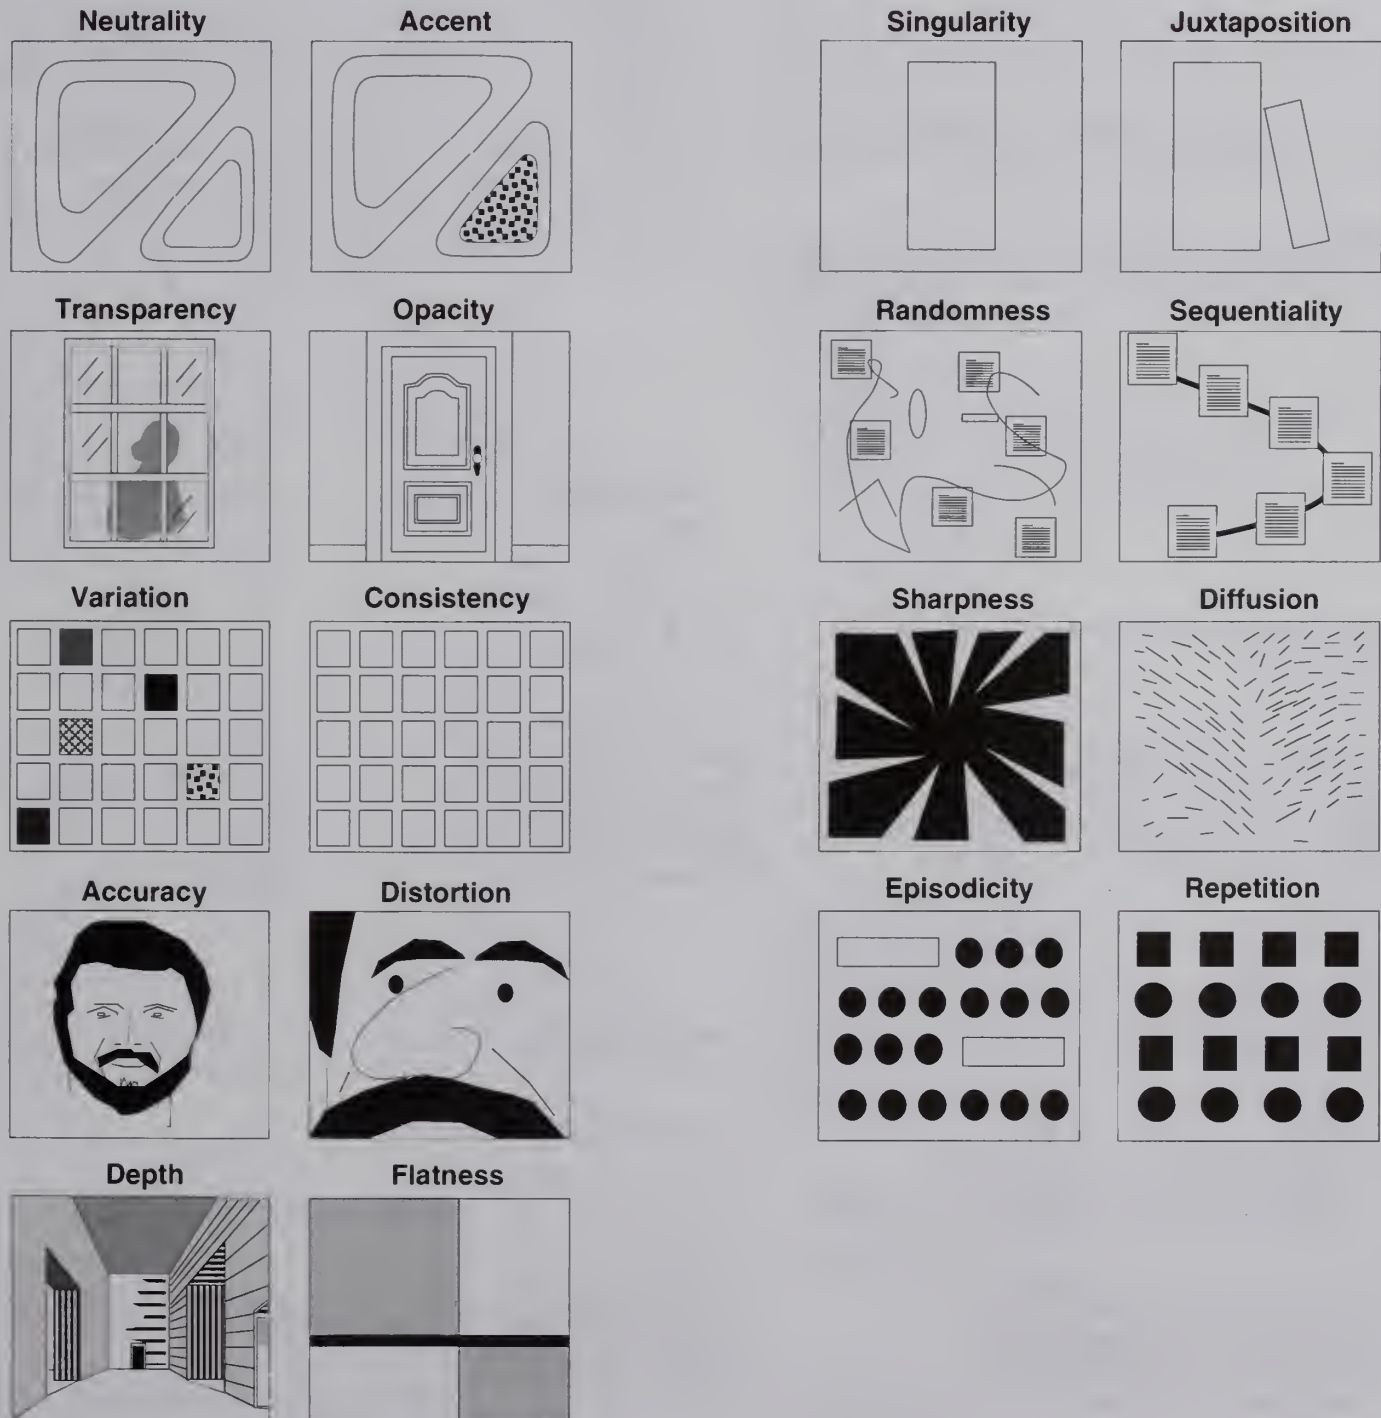 Neutrality Accent
Transparency Opacity
Variation Consistency
Accuracy Distortion
Depth Flatness
Singularity Juxtaposition
Randomness Sequentiality
Sharpness Diffusion
Episodicity Repetition